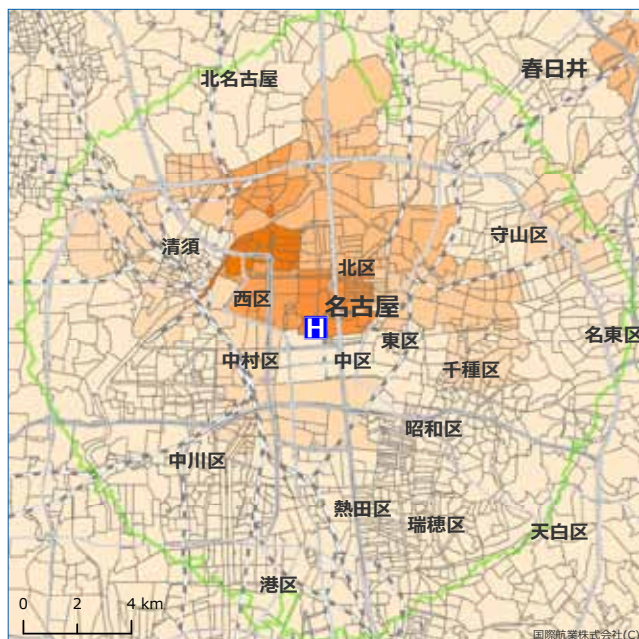 北名古屋
春日井
清須
守山区
北区
西区
名古屋
H
名東区
東区
中村区
中区
千種区
昭和区
中川区
熱田区
瑞穂区
天白区
港区
0 2 4 km
国際航業株式会社(C)